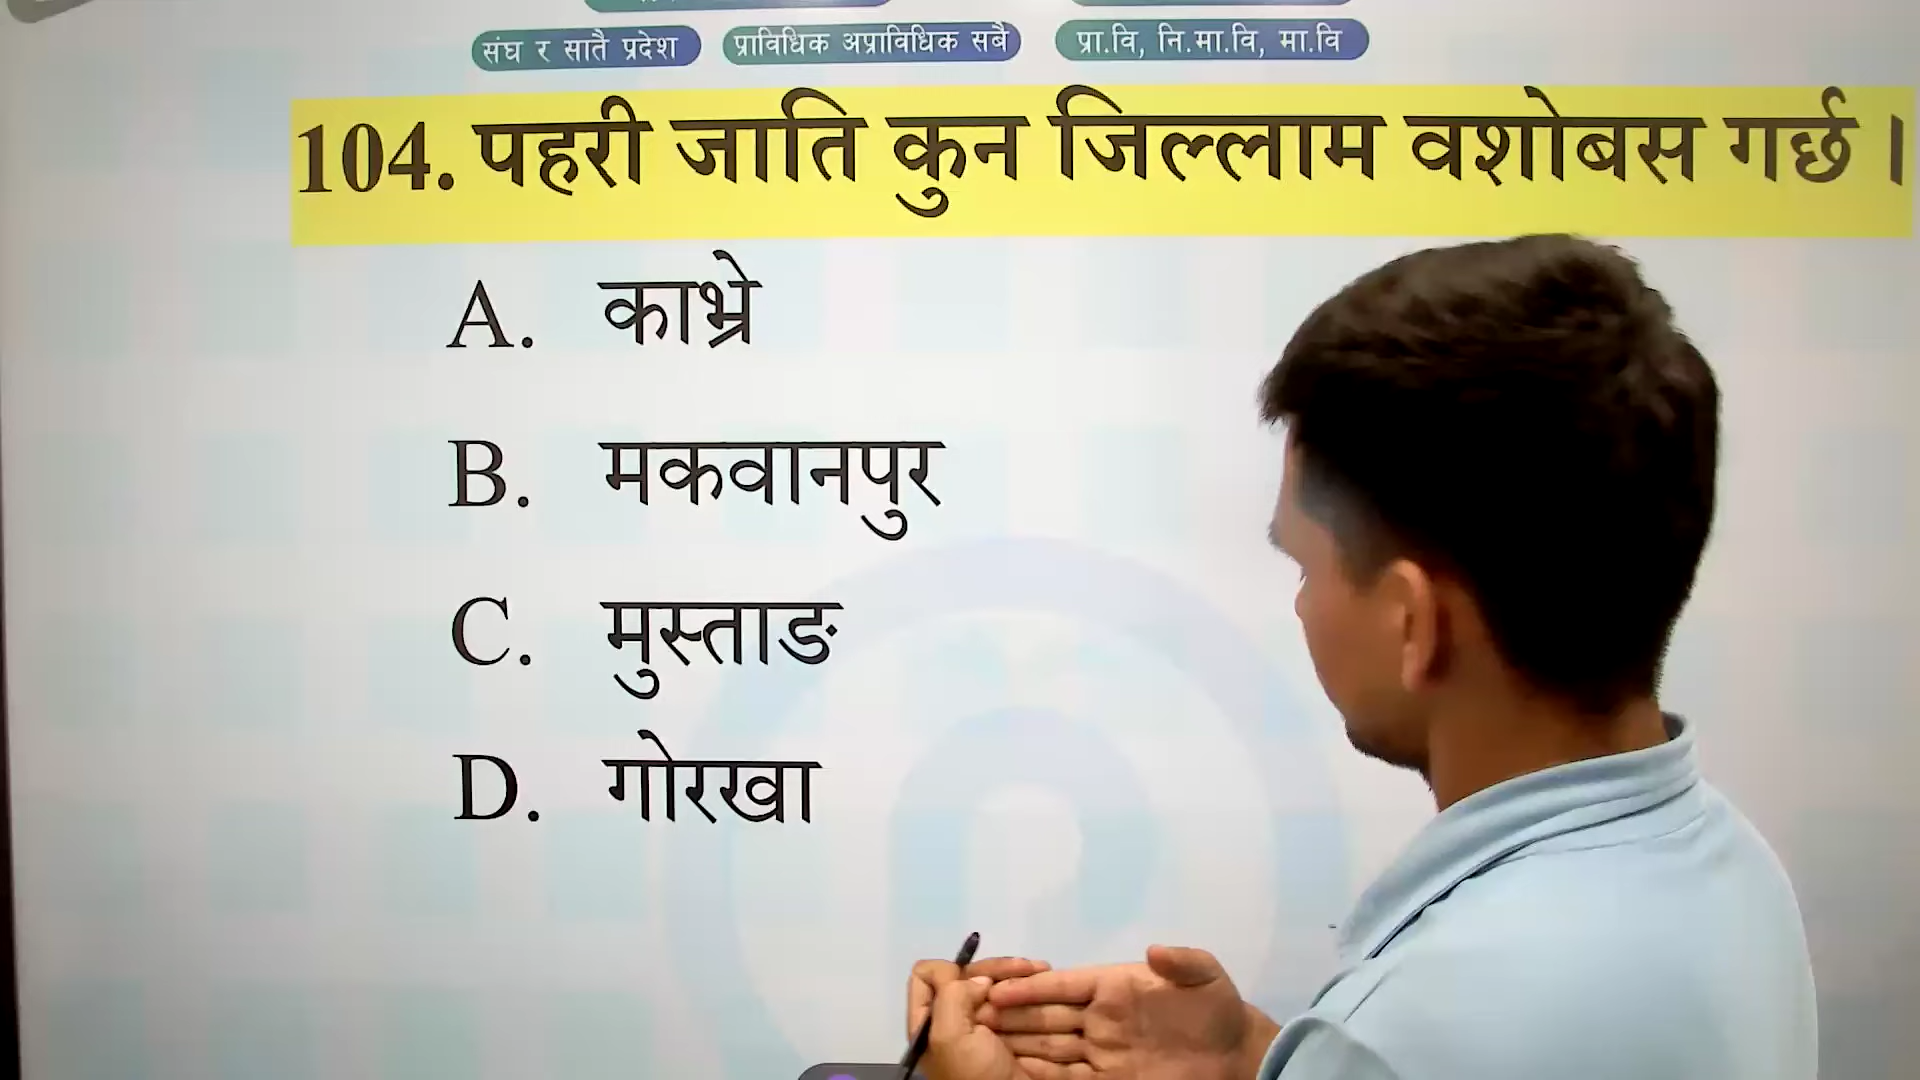 संघ र सातै प्रदेश प्राविधिक अप्राविधिक सबै प्रा.वि, नि.मा.वि, मा.वि
104. पहरी जाति कुन जिल्लाम वशोबस गर्छ ।
A. काभ्रे
B. मकवानपुर
C. मुस्ताङ
D. गोरखा